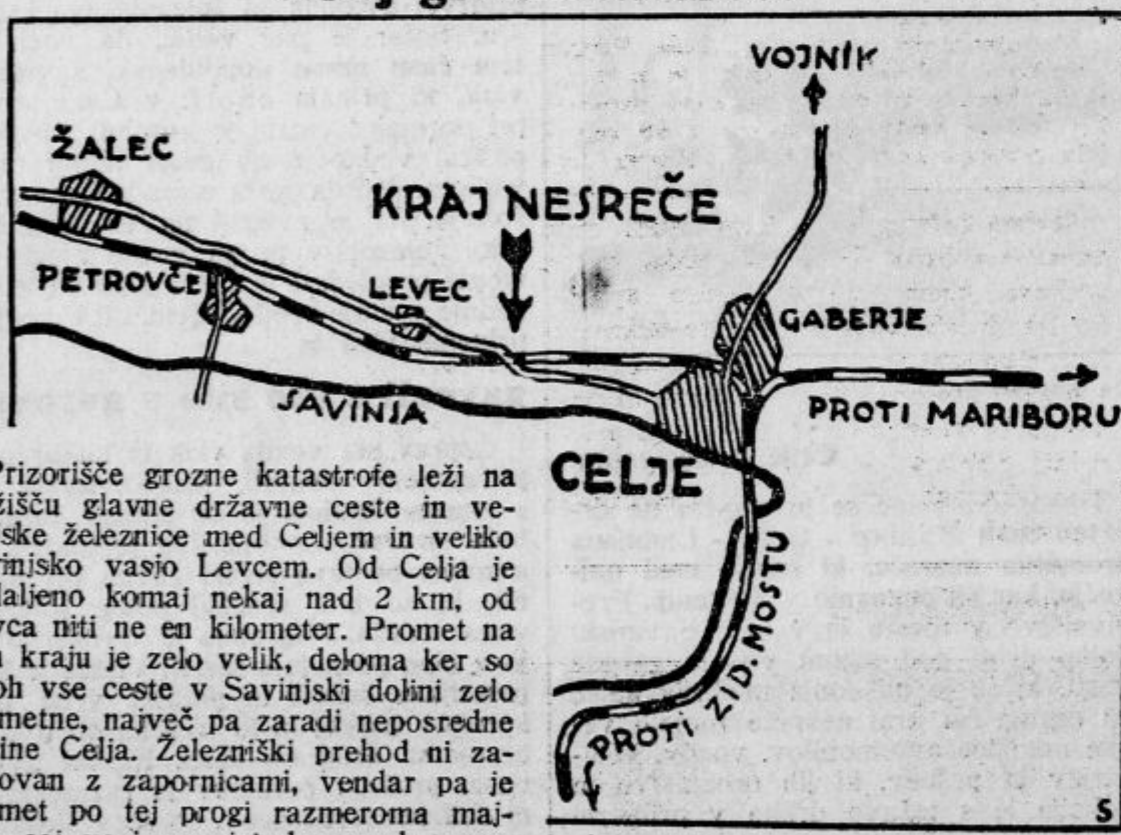 VOJNIK
ŽALEC
KRAJ NESREČE
PETROVČE
LEVEC
GABERJE
SAVINJA
PROTI MARIBORU
CELJE
PROTI ZID. MOSTU
S
Prizorišče grozne katastrofe leži na
žišču glavne državne ceste in ve-
ske železnice med Celjem in veliko
injsko vasjo Levcem. Od Celja je
daljeno komaj nekaj nad 2 km, od
vca niti ne en kilometer. Promet na
kraju je zelo velik, deloma ker so
oh vse ceste v Savinjski dolini zelo
metne, največ pa zaradi neposredne
ine Celja. Železniški prehod ni za-
ovan z zapornicami, vendar pa je
met po tej progi razmeroma maj-